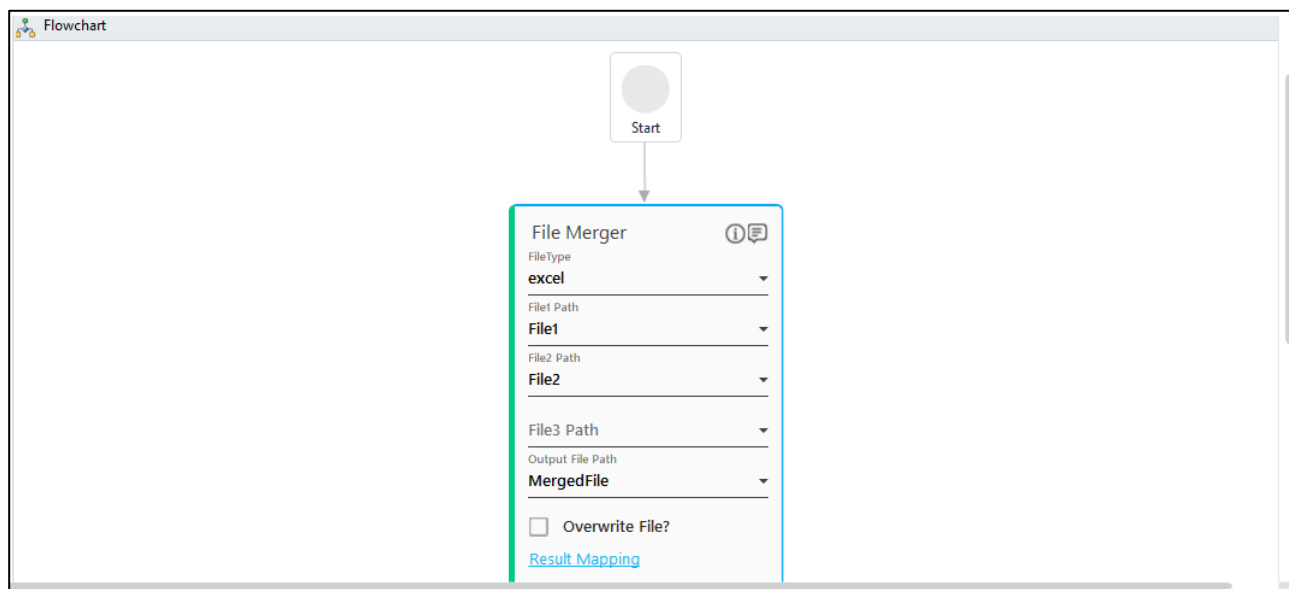 Flowchart
Start
File Merger
FileType
excel
File1 Path
File1
File2 Path
File2
File3 Path
Output File Path
MergedFile
Overwrite File?
Result Mapping